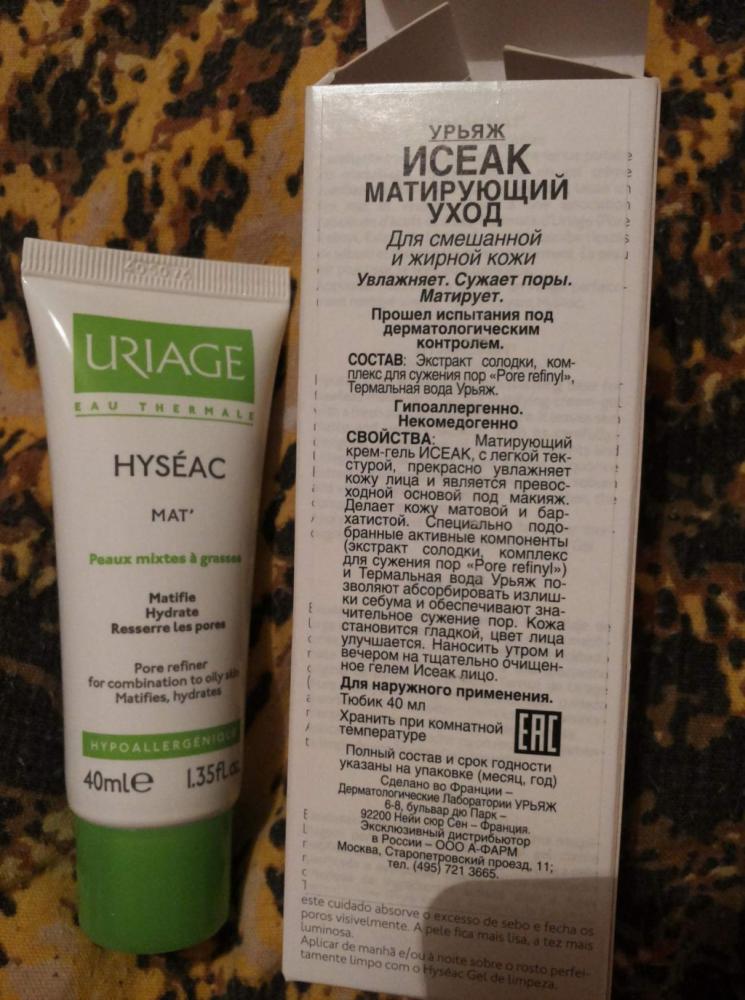 URIAGE
EAU THERMALE
HYSÉAC
MAT'
Peaux mixtes à grasses
Matifie
Hydrate
Resserre les pores
Pore refiner
for combination to oily skin
Matifies, hydrates
HYPOALLERGÉNIQUE
40ml e 1.35fl.oz
УРЬЯЖ
ИСЕАК
МАТИРУЮЩИЙ
УХОД
Для смешанной
и жирной кожи
Увлажняет. Сужает поры.
Матирует.
Прошел испытания под
дерматологическим
контролем.
СОСТАВ: Экстракт солодки, ком-
плекс для сужения пор «Pore refinyl»,
Термальная вода Урьяж.
Гипоаллергенно.
Некомедогенно
СВОЙСТВА: Матирующий
крем-гель ИСЕАК, с легкой тек-
стурой, прекрасно увлажняет
кожу лица и является превос-
ходной основой под макияж.
Делает кожу матовой и бар-
хатистой. Специально подо-
бранные активные компоненты
(экстракт солодки, комплекс
для сужения пор «Pore refinyl»)
и Термальная вода Урьяж по-
зволяют абсорбировать излиш-
ки себума и обеспечивают зна-
чительное сужение пор. Кожа
становится гладкой, цвет лица
улучшается. Наносить утром и
вечером на тщательно очищен-
ное гелем Исеак лицо.
Для наружного применения.
Тюбик 40 мл
Хранить при комнатной
температуре
EAC
Полный состав и срок годности
указаны на упаковке (месяц, год)
Сделано во Франции –
Дерматологические Лаборатории УРЬЯЖ
6-8, бульвар дю Парк –
92200 Нейи сюр Сен – Франция.
Эксклюзивный дистрибьютор
в России – ООО А-ФАРМ
Москва, Старопетровский проезд, 11;
тел. (495) 721 3665.
este cuidado absorve o excesso de sebo e fecha os
poros visivelmente. A pele fica mais lisa, a tez mais
luminosa.
Aplicar de manhã e/ou à noite sobre o rosto perfei-
tamente limpo com o Hyséac Gel de limpeza.